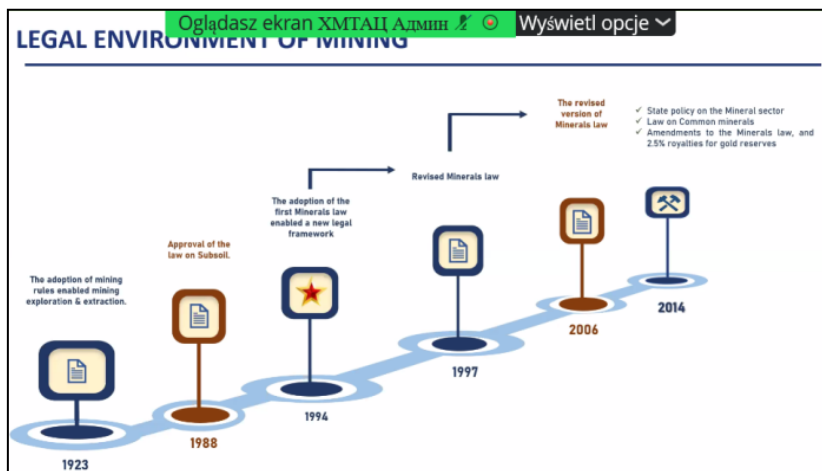 Oglądasz ekran ХМТАЦ Админ
Wyświetl opcje
LEGAL ENVIRONMENT OF MINING
The adoption of mining
rules enabled mining
exploration & extraction.
1923
Approval of the
law on Subsoil.
1988
The adoption of the
first Minerals law
enabled a new legal
framework
1994
Revised Minerals law
1997
The revised
version of
Minerals law
2006
✓ State policy on the Mineral sector
✓ Law on Common minerals
✓ Amendments to the Minerals law, and
2.5% royalties for gold reserves
2014